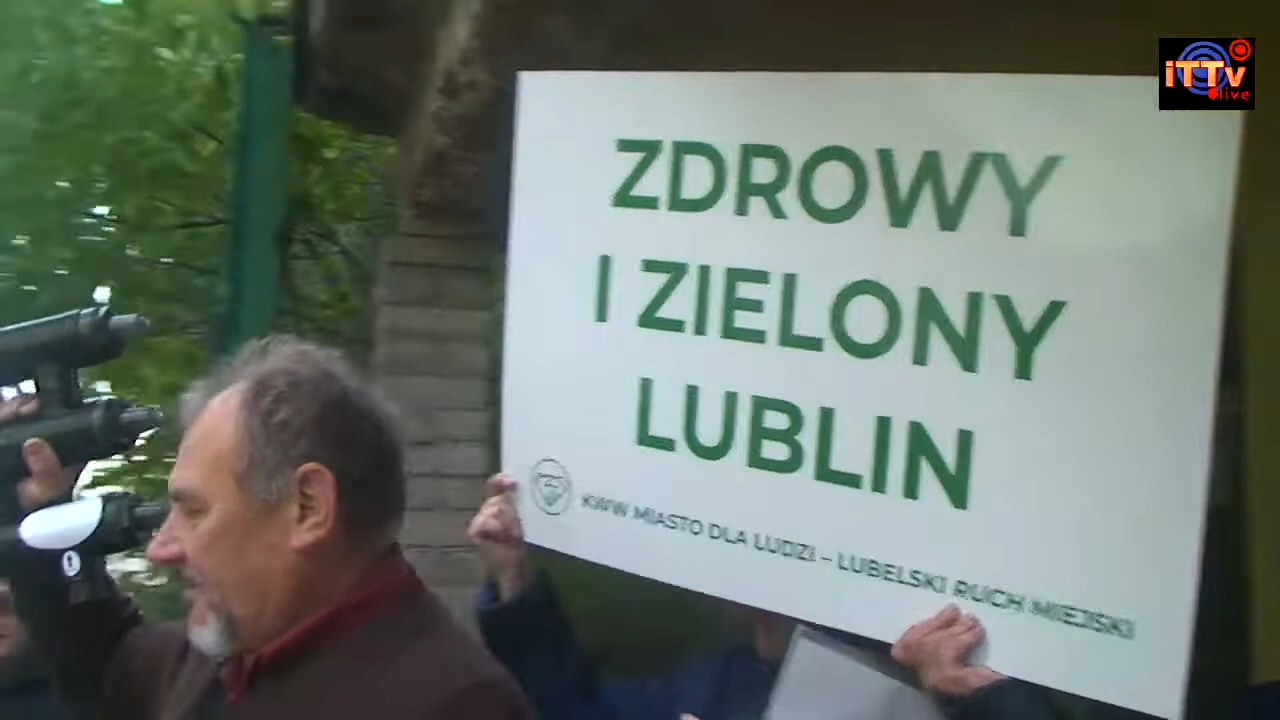 iTTv
live
ZDROWY
I ZIELONY
LUBLIN
KWW MIASTO DLA LUDZI – LUBELSKI RUCH MIEJSKI